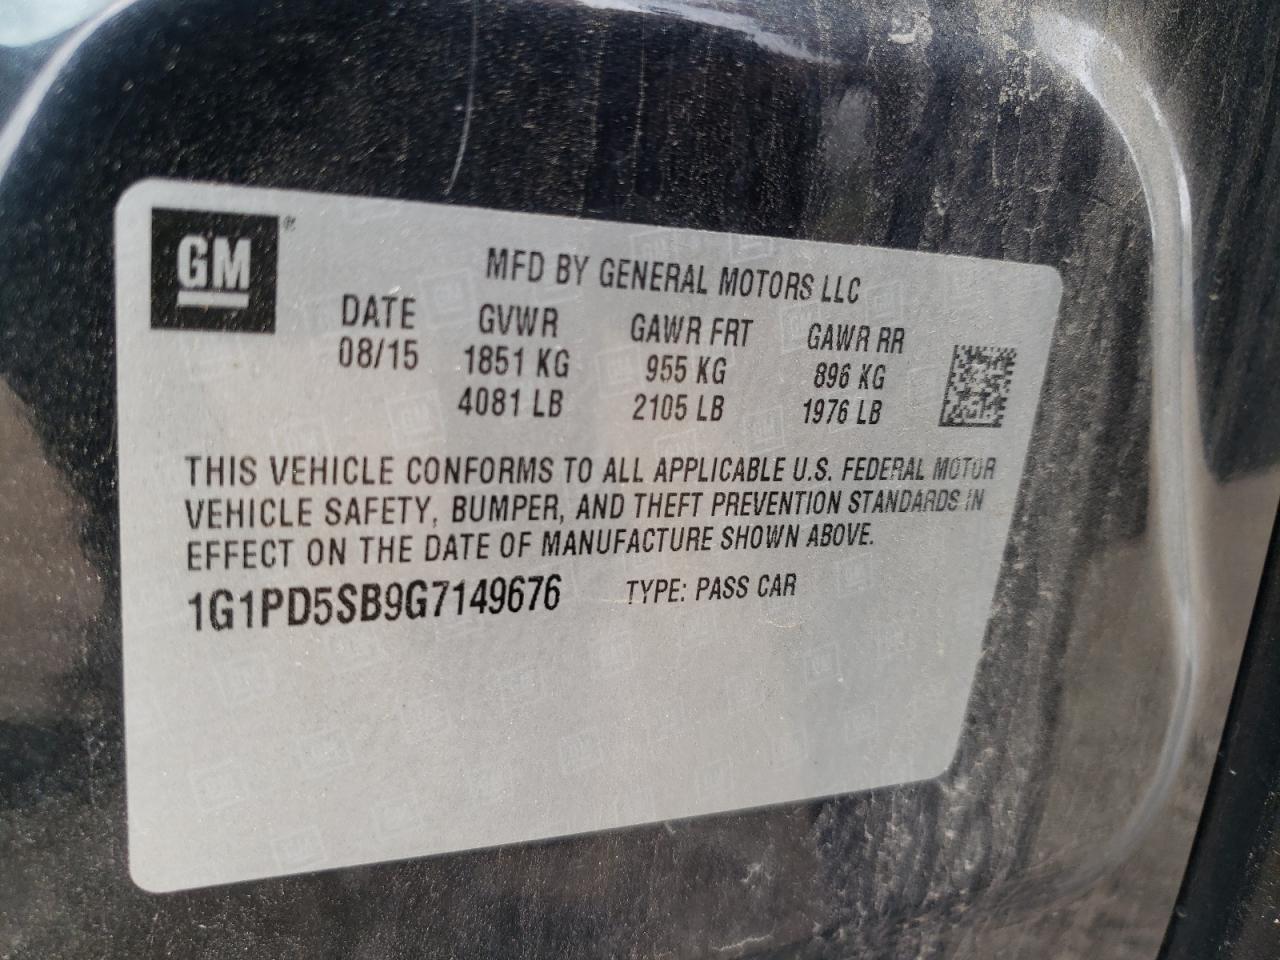 GM®
MFD BY GENERAL MOTORS LLC
DATE GVWR GAWR FRT GAWR RR
08/15 1851 KG 955 KG 896 KG
4081 LB 2105 LB 1976 LB
THIS VEHICLE CONFORMS TO ALL APPLICABLE U.S. FEDERAL MOTOR
VEHICLE SAFETY, BUMPER, AND THEFT PREVENTION STANDARDS IN
EFFECT ON THE DATE OF MANUFACTURE SHOWN ABOVE.
1G1PD5SB9G7149676 TYPE: PASS CAR